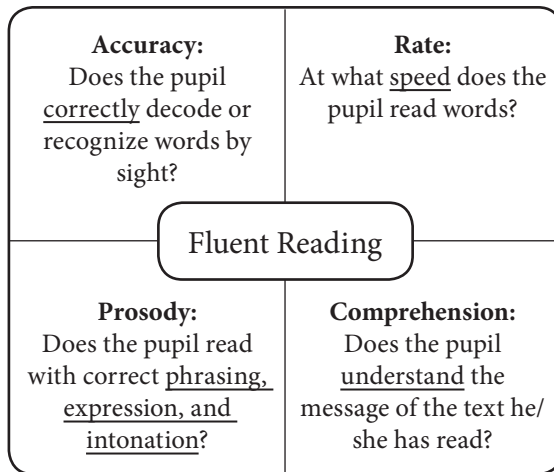 Accuracy:
Does the pupil
correctly decode or
recognize words by
sight?
Rate:
At what speed does the
pupil read words?
Fluent Reading
Prosody:
Does the pupil read
with correct phrasing,
expression, and
intonation?
Comprehension:
Does the pupil
understand the
message of the text he/
she has read?